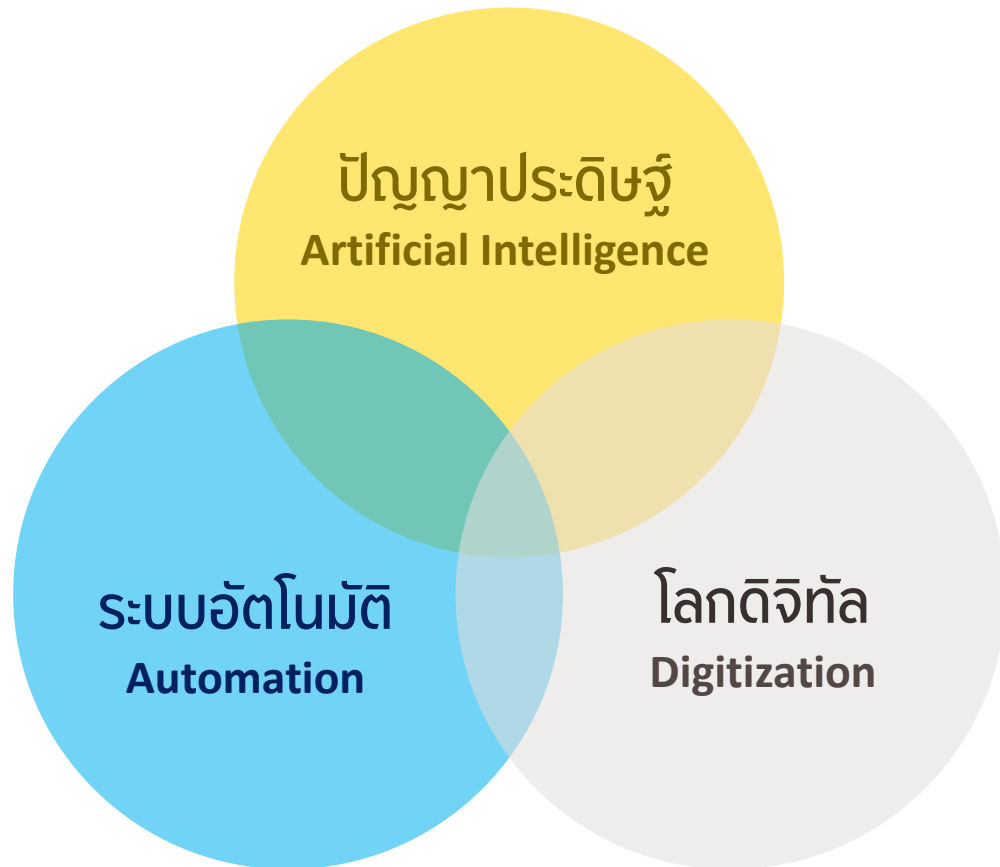 ปัญญาประดิษฐ์
Artificial Intelligence
ระบบอัตโนมัติ
Automation
โลกดิจิทัล
Digitization